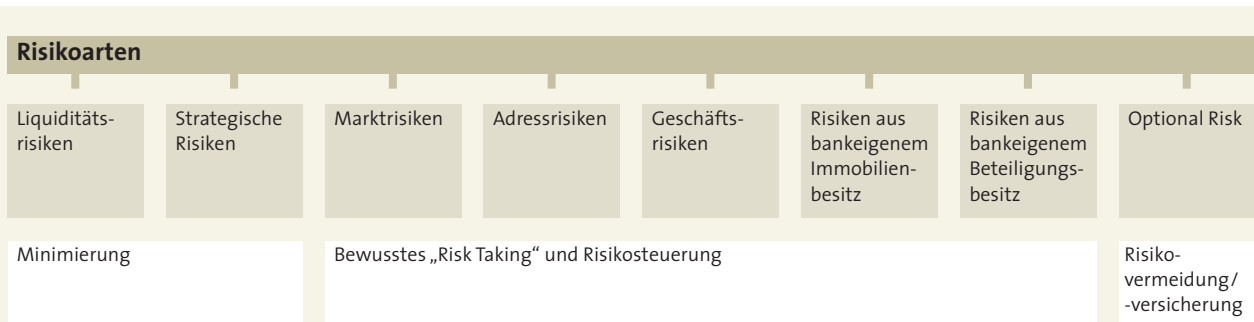 Risikoarten
Liquiditäts-
risiken
Strategische
Risiken
Marktrisiken
Adressrisiken
Geschäfts-
risiken
Risiken aus
bankeigenem
Immobilien-
besitz
Risiken aus
bankeigenem
Beteiligungs-
besitz
Optional Risk
Minimierung
Bewusstes „Risk Taking“ und Risikosteuerung
Risiko-
vermeidung/
-versicherung